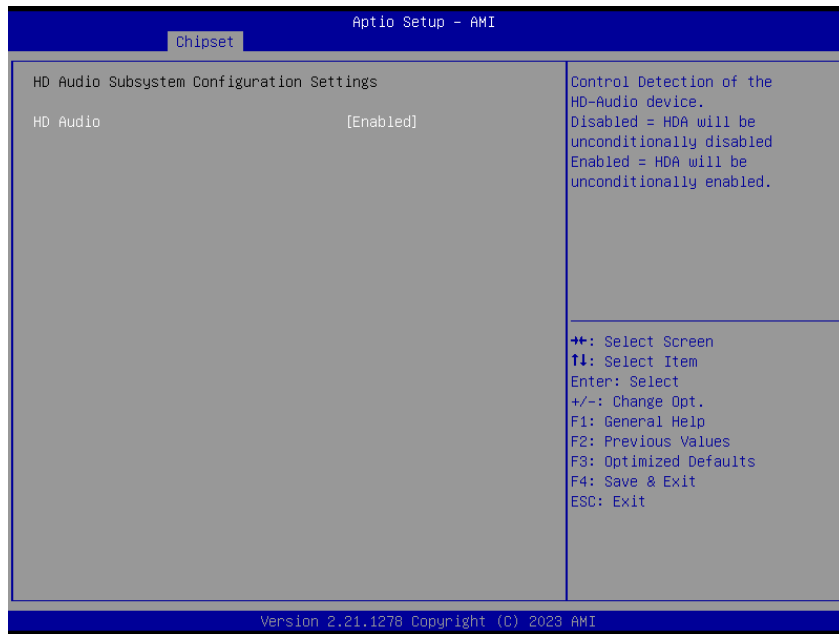 Aptio Setup – AMI
Chipset
HD Audio Subsystem Configuration Settings
HD Audio [Enabled]
Control Detection of the
HD-Audio device.
Disabled = HDA will be
unconditionally disabled
Enabled = HDA will be
unconditionally enabled.
→←: Select Screen
↑↓: Select Item
Enter: Select
+/-: Change Opt.
F1: General Help
F2: Previous Values
F3: Optimized Defaults
F4: Save & Exit
ESC: Exit
Version 2.21.1278 Copyright (C) 2023 AMI